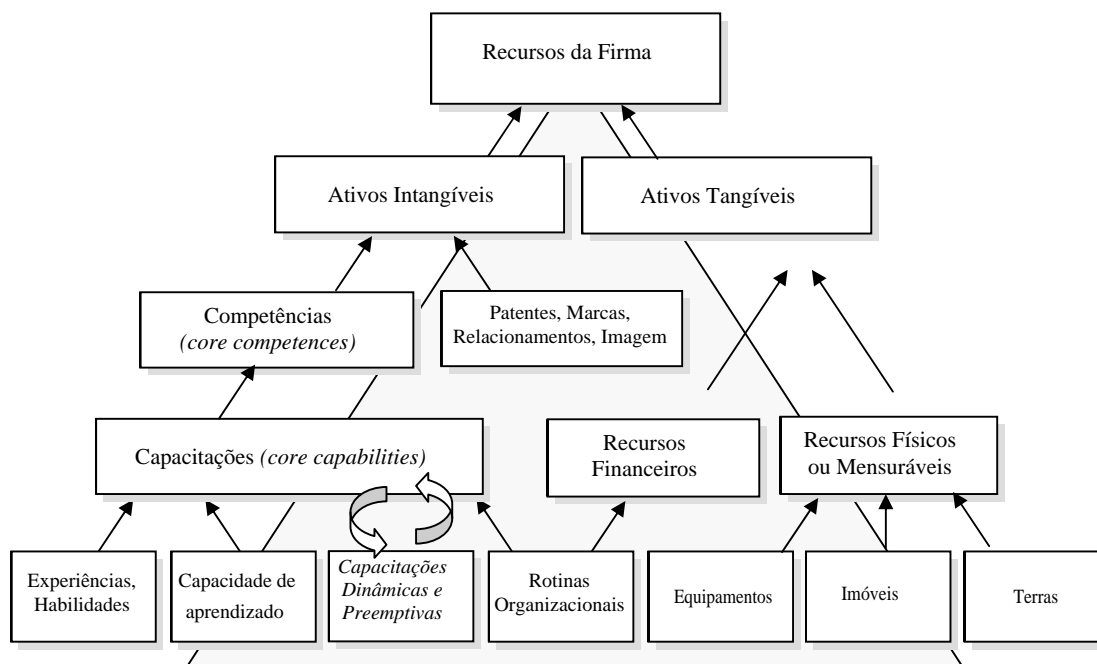 Recursos da Firma
Ativos Intangíveis
Ativos Tangíveis
Competências
(core competences)
Patentes, Marcas,
Relacionamentos, Imagem
Capacitações (core capabilities)
Recursos
Financeiros
Recursos Físicos
ou Mensuráveis
Experiências,
Habilidades
Capacidade de
aprendizado
Capacitações
Dinâmicas e
Preemptivas
Rotinas
Organizacionais
Equipamentos
Imóveis
Terras